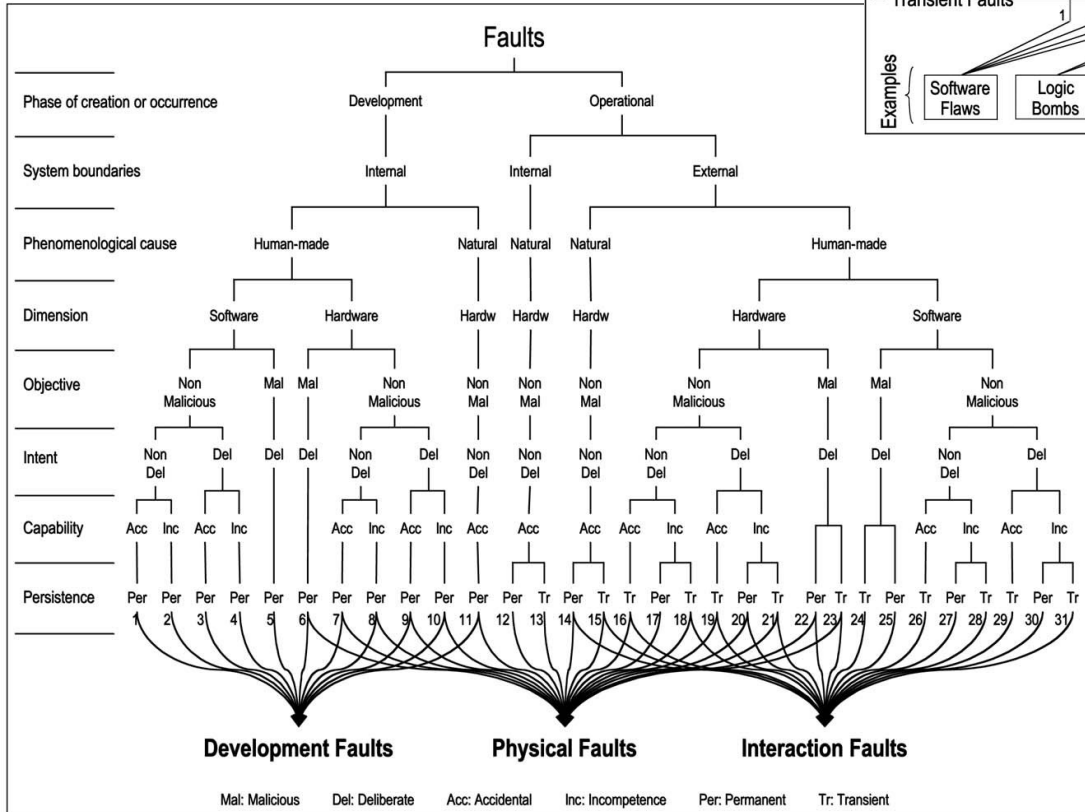 Transient Faults
1
Examples
Software
Flaws
Logic
Bombs
Faults
Phase of creation or occurrence Development Operational
System boundaries Internal Internal External
Phenomenological cause Human-made Natural Natural Natural Human-made
Dimension Software Hardware Hardw Hardw Hardw Hardware Software
Objective Non Mal Mal Non Non Non Non Non Mal Mal Non
Malicious Malicious Mal Mal Mal Malicious Malicious
Intent Non Del Del Del Non Del Non Non Non Non Del Del Del Non Del
Del Del Del Del Del Del Del
Capability Acc Inc Acc Inc Acc Inc Acc Inc Acc Acc Acc Acc Inc Acc Inc Acc Inc Acc Inc
Persistence Per Per Per Per Per Per Per Per Per Per Per Per Tr Per Tr Tr Per Tr Tr Per Tr Per Tr Tr Per Tr Per Tr Tr Per Tr
1 2 3 4 5 6 7 8 9 10 11 12 13 14 15 16 17 18 19 20 21 22 23 24 25 26 27 28 29 30 31
Development Faults Physical Faults Interaction Faults
Mal: Malicious Del: Deliberate Acc: Accidental Inc: Incompetence Per: Permanent Tr: Transient